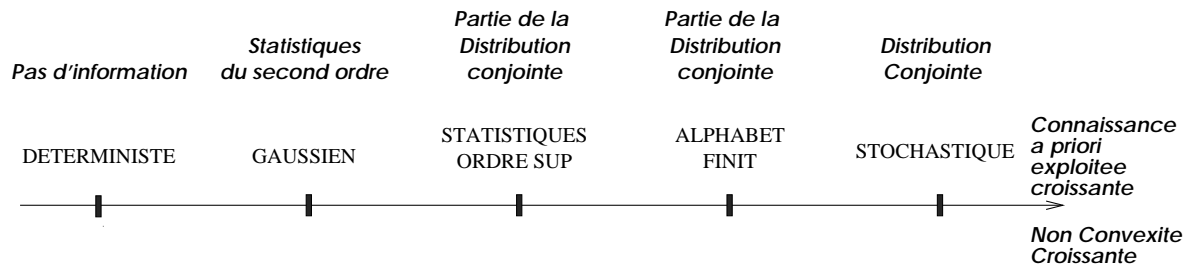 Pas d'information
Statistiques
du second ordre
Partie de la
Distribution
conjointe
Partie de la
Distribution
conjointe
Distribution
Conjointe
DETERMINISTE
GAUSSIEN
STATISTIQUES
ORDRE SUP
ALPHABET
FINIT
STOCHASTIQUE
Connaissance
a priori
exploitee
croissante
Non Convexite
Croissante